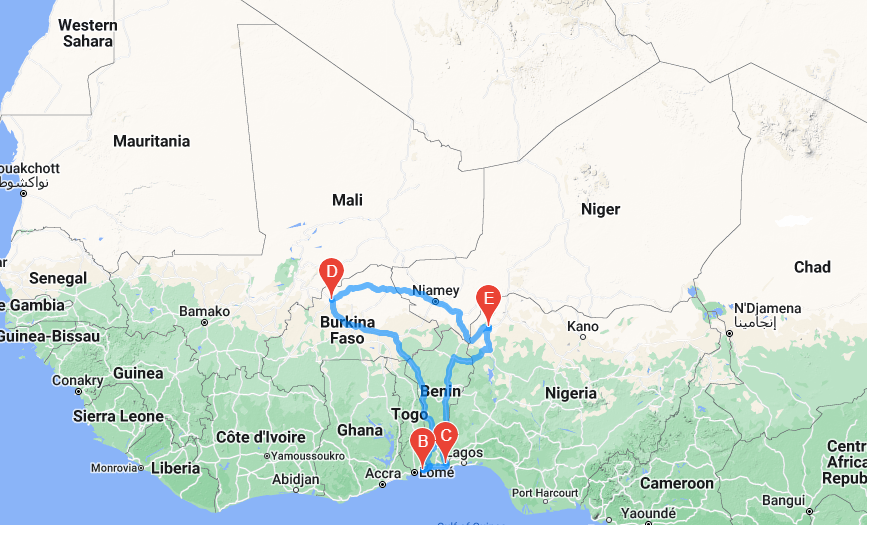 Western
Sahara
Mauritania
ouakchott
نواكشوط
Mali
Niger
Chad
D
Niamey
E
ar
Senegal
e Gambia
Bamako
Burkina
Faso
Kano
N'Djamena
إنجامينا
Guinea-Bissau
Guinea
Conakry
Benin
Nigeria
Sierra Leone
Togo
Ghana
Côte d'Ivoire
B
C
Lagos
Yamoussoukro
Monrovia
Liberia
Abidjan
Accra
Lomé
Port Harcourt
Cameroon
Centr
Africa
Repub
Bangui
Yaoundé